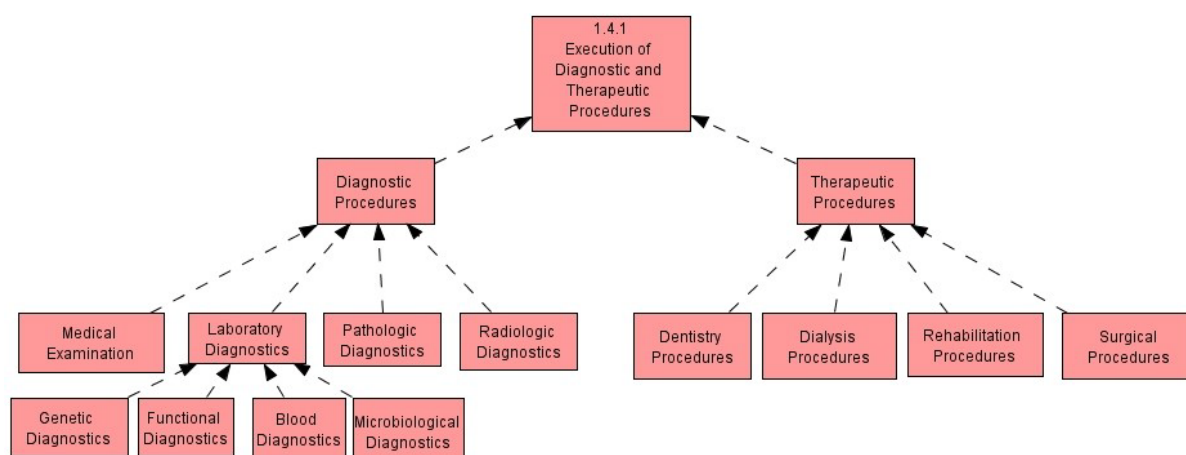 1.4.1
Execution of
Diagnostic and
Therapeutic
Procedures
Diagnostic
Procedures
Therapeutic
Procedures
Medical
Examination
Laboratory
Diagnostics
Pathologic
Diagnostics
Radiologic
Diagnostics
Dentistry
Procedures
Dialysis
Procedures
Rehabilitation
Procedures
Surgical
Procedures
Genetic
Diagnostics
Functional
Diagnostics
Blood
Diagnostics
Microbiological
Diagnostics